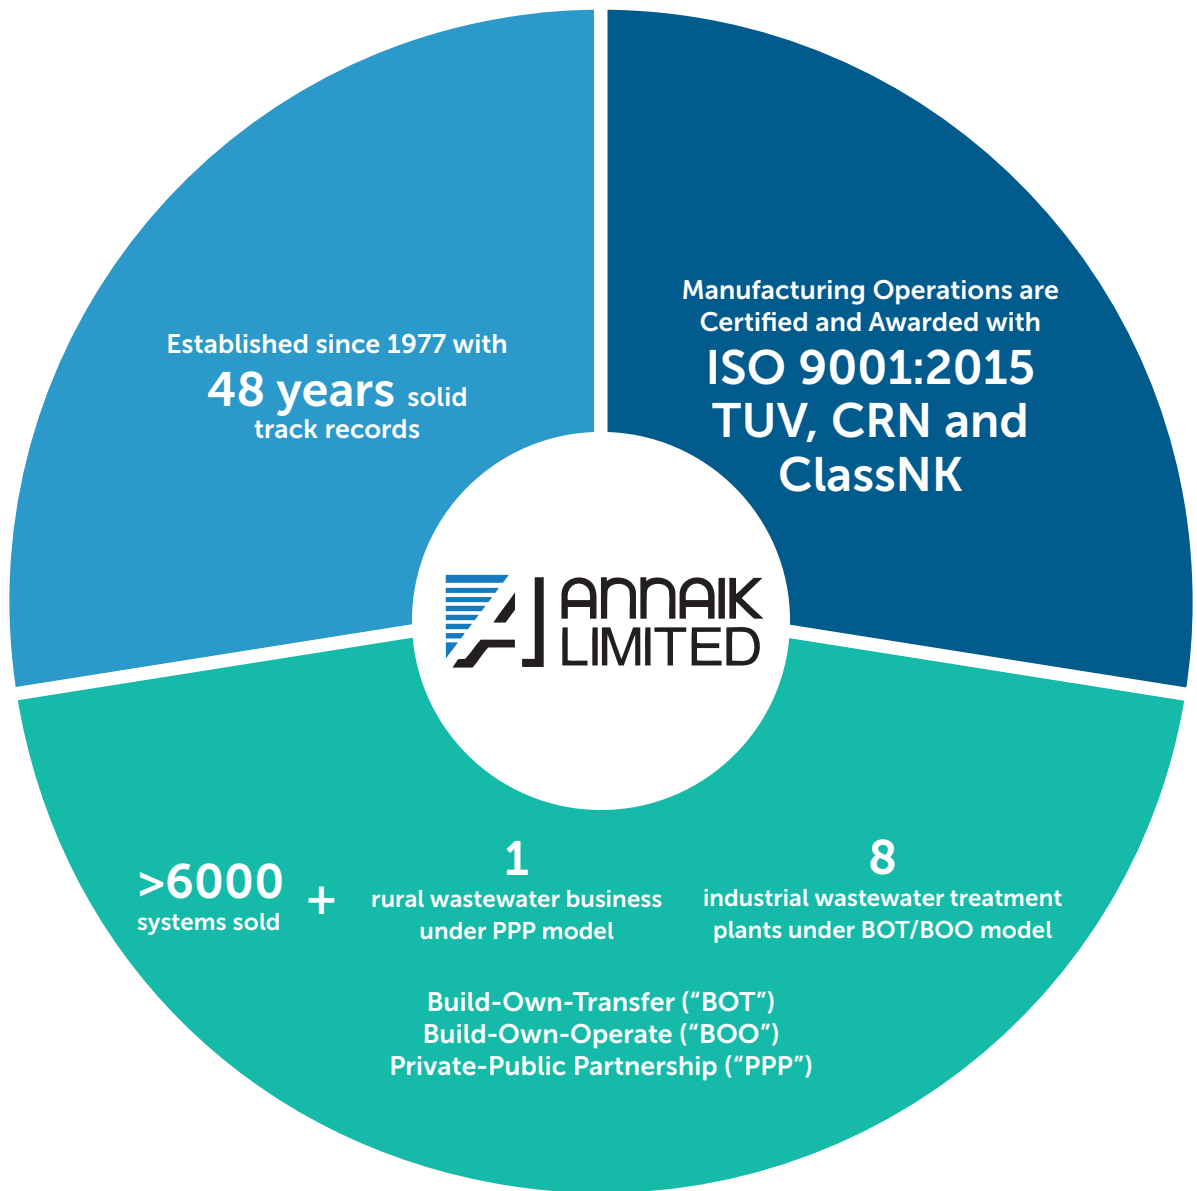 Established since 1977 with
48 years solid
track records
Manufacturing Operations are
Certified and Awarded with
ISO 9001:2015
TUV, CRN and
ClassNK
ANNAIK
LIMITED
>6000
systems sold
+
1
rural wastewater business
under PPP model
8
industrial wastewater treatment
plants under BOT/BOO model
Build-Own-Transfer (“BOT”)
Build-Own-Operate (“BOO”)
Private-Public Partnership (“PPP”)